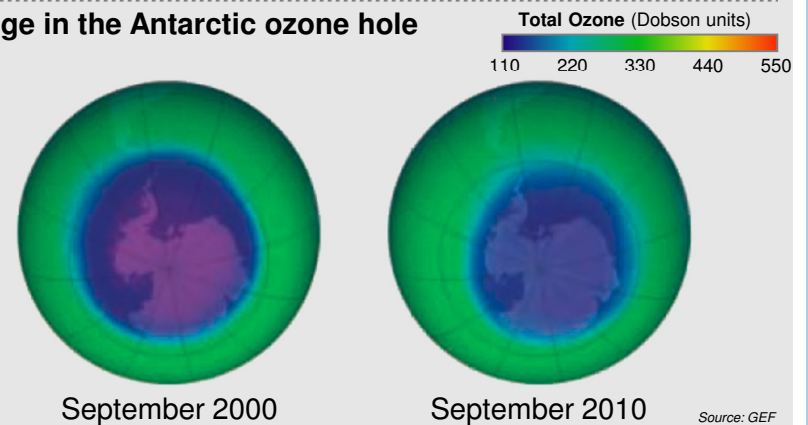 ge in the Antarctic ozone hole
Total Ozone (Dobson units)
110 220 330 440 550
September 2000
September 2010
Source: GEF